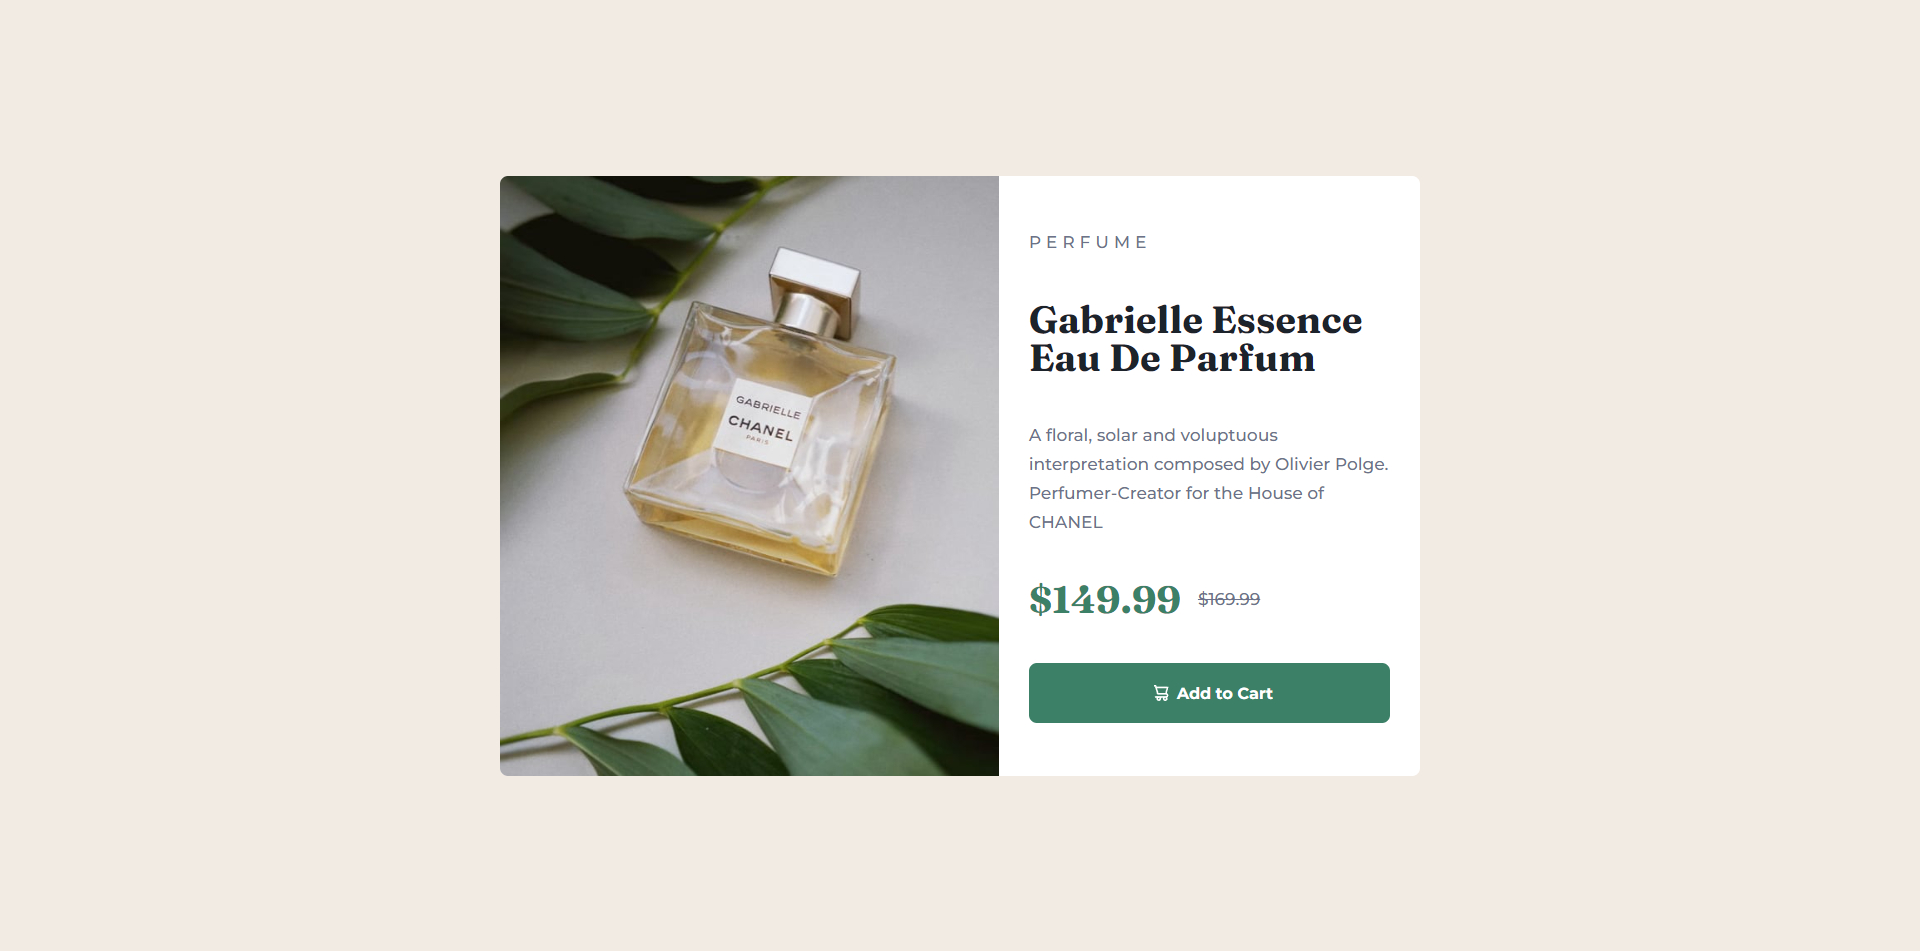 GABRIELLE
CHANEL
PARIS
PERFUME
Gabrielle Essence
Eau De Parfum
A floral, solar and voluptuous
interpretation composed by Olivier Polge.
Perfumer-Creator for the House of
CHANEL
$149.99 $169.99
Add to Cart